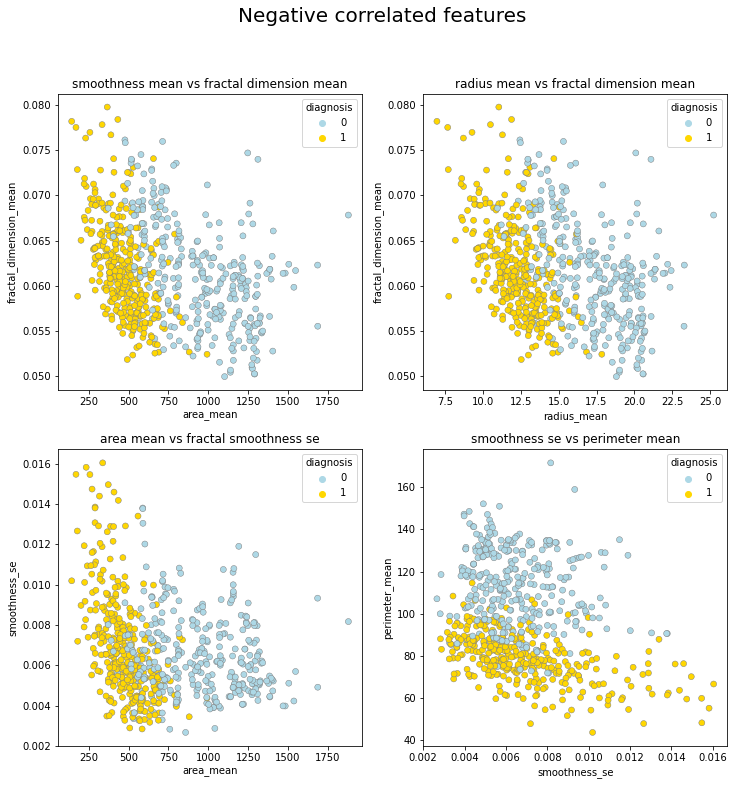 Negative correlated features
smoothness mean vs fractal dimension mean
fractal_dimension_mean
0.080
0.075
0.070
0.065
0.060
0.055
0.050
diagnosis
0
1
250 500 750 1000 1250 1500 1750
area_mean
radius mean vs fractal dimension mean
fractal_dimension_mean
0.080
0.075
0.070
0.065
0.060
0.055
0.050
diagnosis
0
1
7.5 10.0 12.5 15.0 17.5 20.0 22.5 25.0
radius_mean
area mean vs fractal smoothness se
smoothness_se
0.016
0.014
0.012
0.010
0.008
0.006
0.004
0.002
diagnosis
0
1
250 500 750 1000 1250 1500 1750
area_mean
smoothness se vs perimeter mean
perimeter_mean
160
140
120
100
80
60
40
diagnosis
0
1
0.002 0.004 0.006 0.008 0.010 0.012 0.014 0.016
smoothness_se